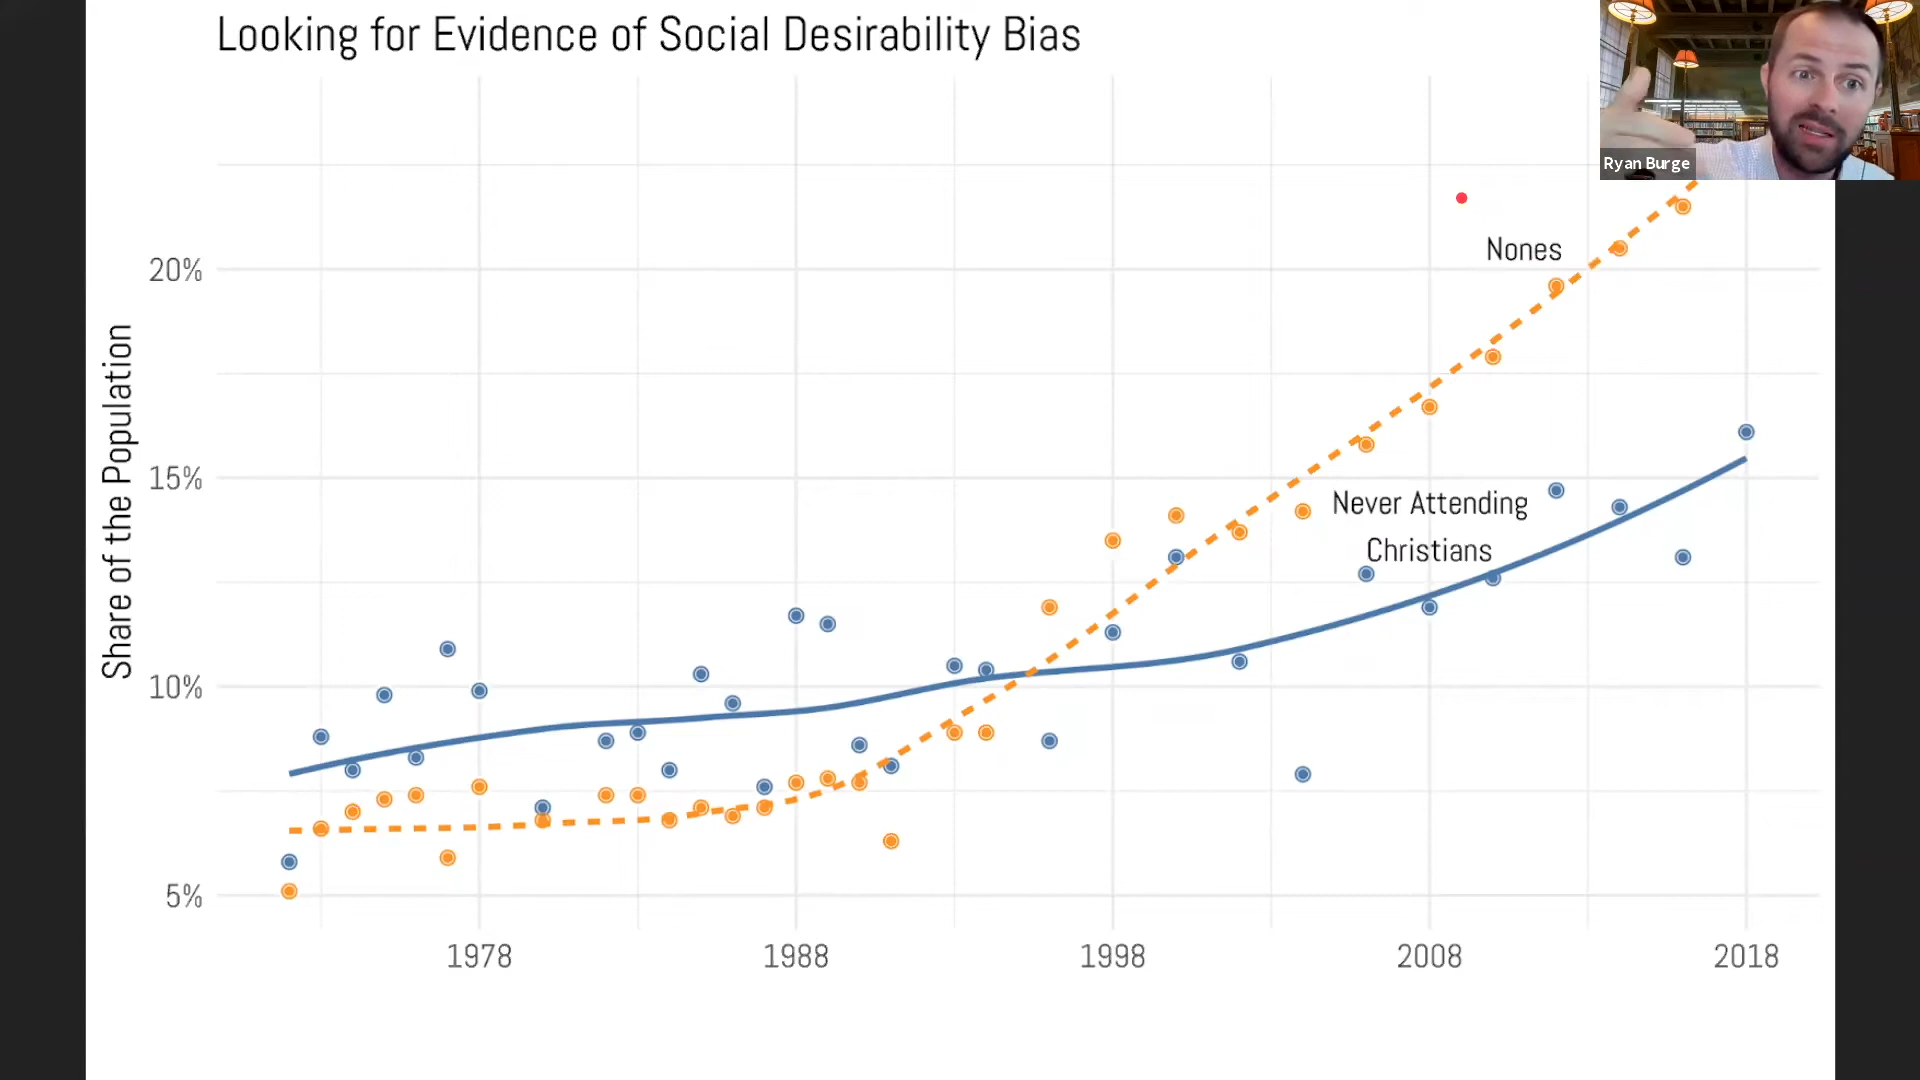 Looking for Evidence of Social Desirability Bias
Ryan Burge
Nones
20%
Share of the Population
15%
Never Attending
Christians
10%
5%
1978
1988
1998
2008
2018